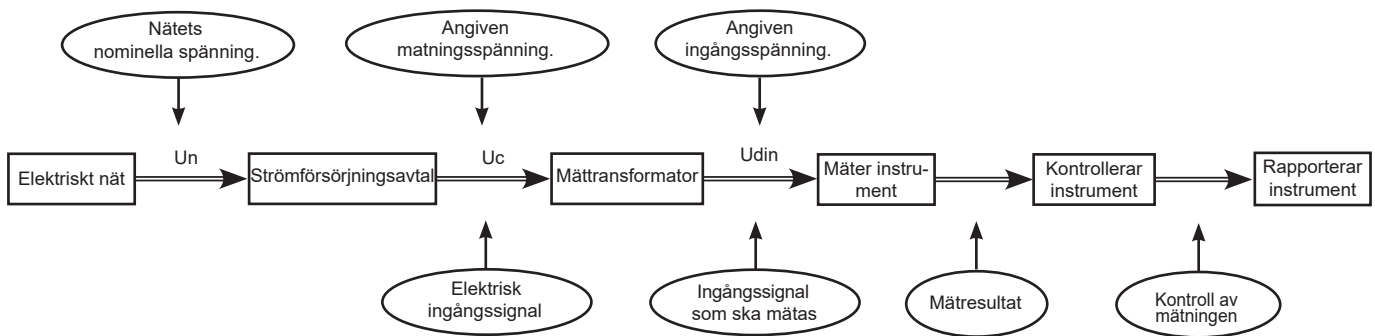 Nätets
nominella spänning.
Angiven
matningsspänning.
Angiven
ingångsspänning.
Un
Uc
Udin
Elektriskt nät
Strömförsörjningsavtal
Mättransformator
Mäter instru-
ment
Kontrollerar
instrument
Rapporterar
instrument
Elektrisk
ingångssignal
Ingångssignal
som ska mätas
Mätresultat
Kontroll av
mätningen